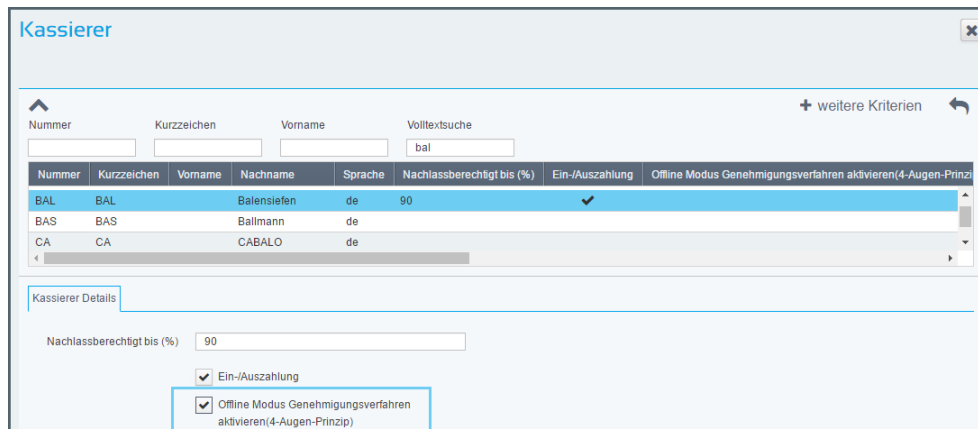 Kassierer
weitere Kriterien
Nummer Kurzzeichen Vorname Volltextsuche
bal
Nummer Kurzzeichen Vorname Nachname Sprache Nachlassberechtigt bis (%) Ein-/Auszahlung Offline Modus Genehmigungsverfahren aktivieren(4-Augen-Prinzi
BAL BAL Balensiefen de 90
BAS BAS Ballmann de
CA CA CABALO de
Kassierer Details
Nachlassberechtigt bis (%) 90
Ein-/Auszahlung
Offline Modus Genehmigungsverfahren
aktivieren(4-Augen-Prinzip)